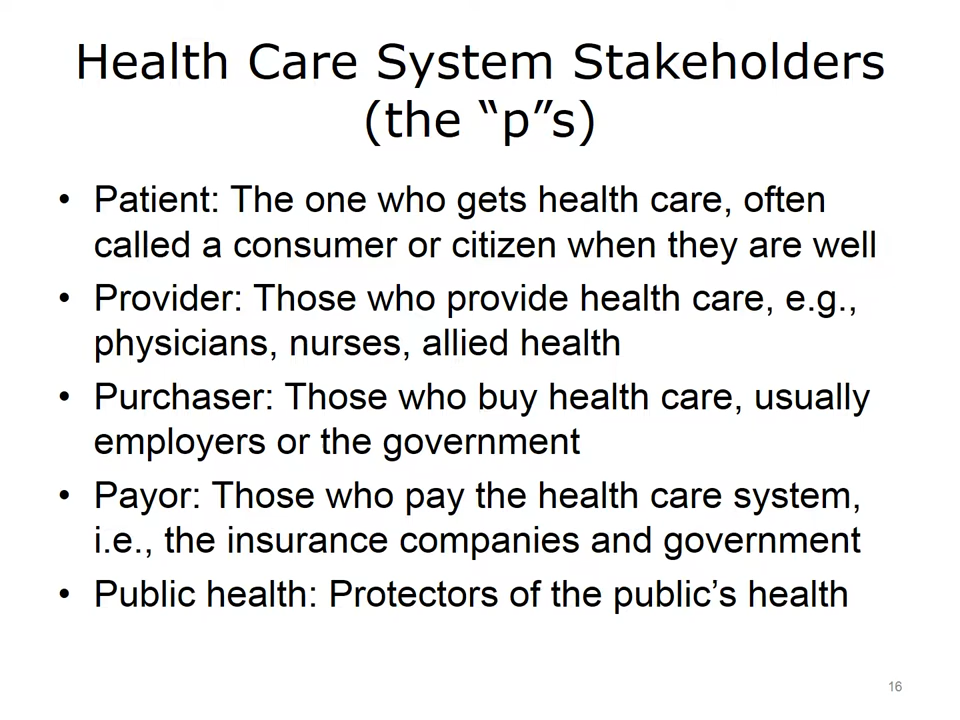 Health Care System Stakeholders
(the “p”s)
• Patient: The one who gets health care, often
called a consumer or citizen when they are well
• Provider: Those who provide health care, e.g.,
physicians, nurses, allied health
• Purchaser: Those who buy health care, usually
employers or the government
• Payor: Those who pay the health care system,
i.e., the insurance companies and government
• Public health: Protectors of the public’s health
16